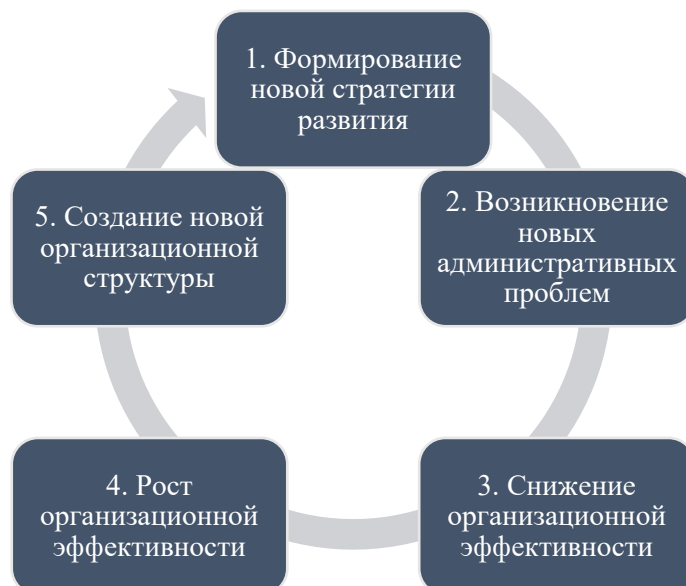 1. Формирование
новой стратегии
развития
2. Возникновение
новых
административных
проблем
3. Снижение
организационной
эффективности
4. Рост
организационной
эффективности
5. Создание новой
организационной
структуры